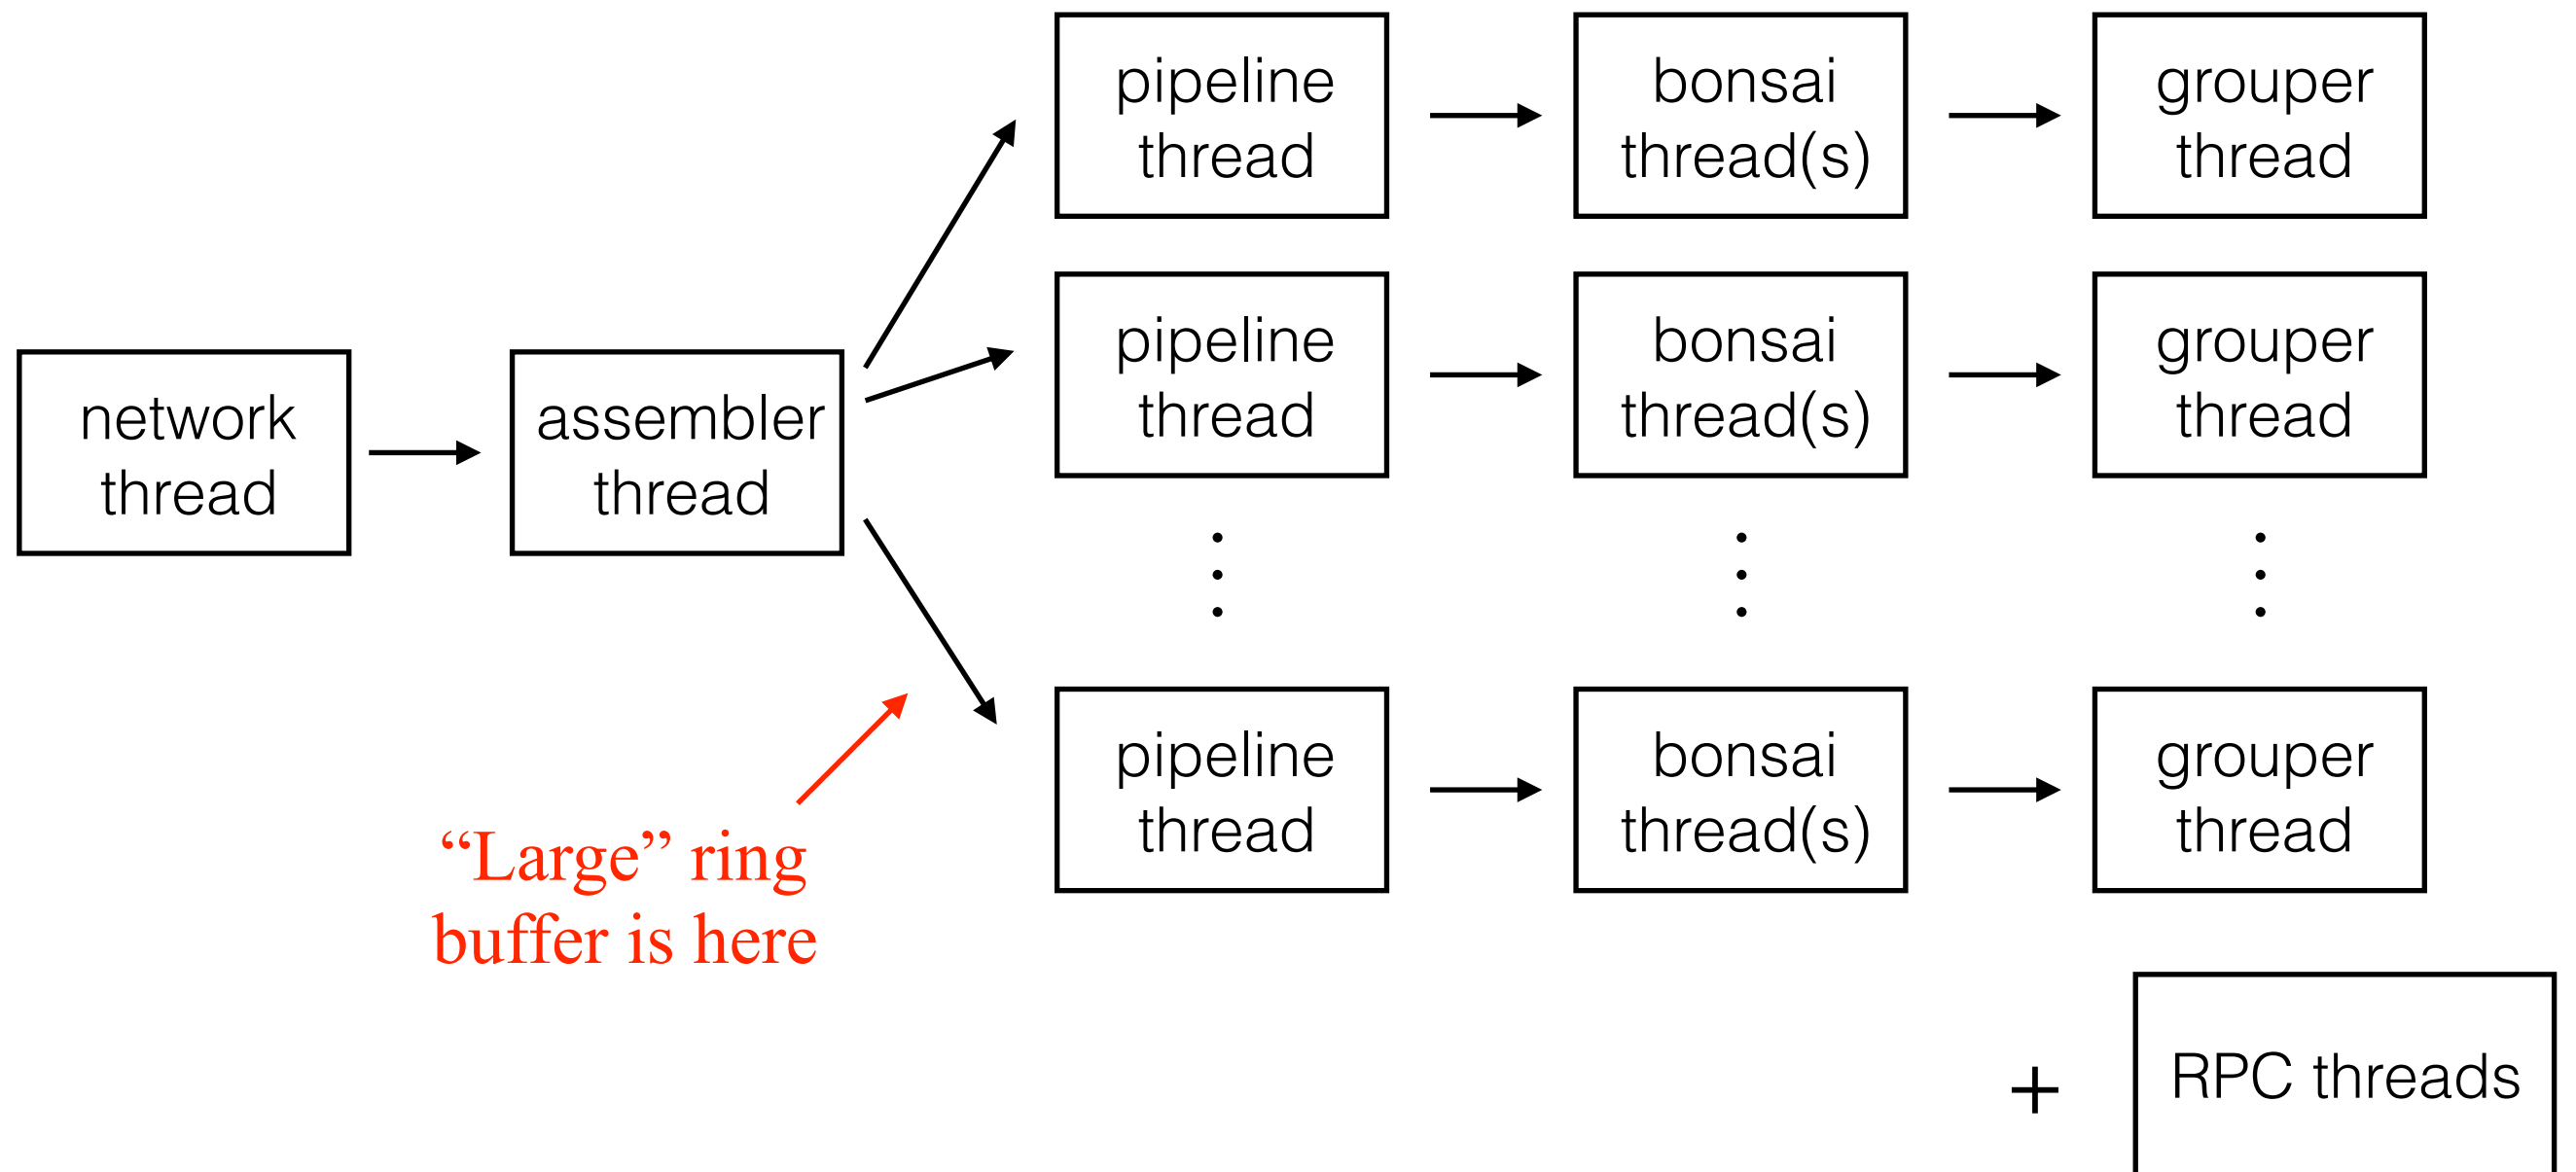 network
thread
assembler
thread
pipeline
thread
bonsai
thread(s)
grouper
thread
pipeline
thread
bonsai
thread(s)
grouper
thread
pipeline
thread
bonsai
thread(s)
grouper
thread
“Large” ring
buffer is here
+
RPC threads